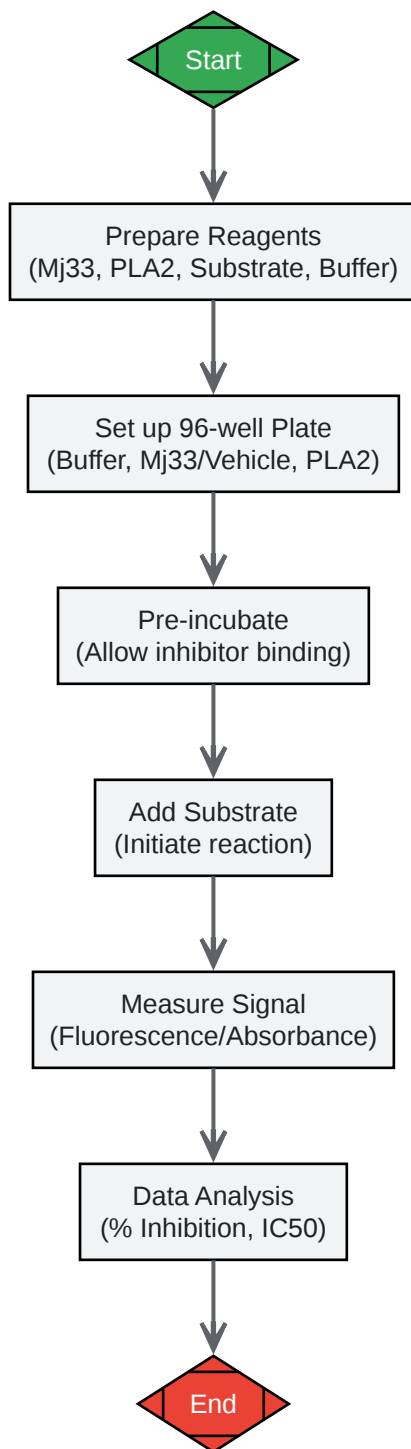 Start
Prepare Reagents
(Mj33, PLA2, Substrate, Buffer)
Set up 96-well Plate
(Buffer, Mj33/Vehicle, PLA2)
Pre-incubate
(Allow inhibitor binding)
Add Substrate
(Initiate reaction)
Measure Signal
(Fluorescence/Absorbance)
Data Analysis
(% Inhibition, IC50)
End